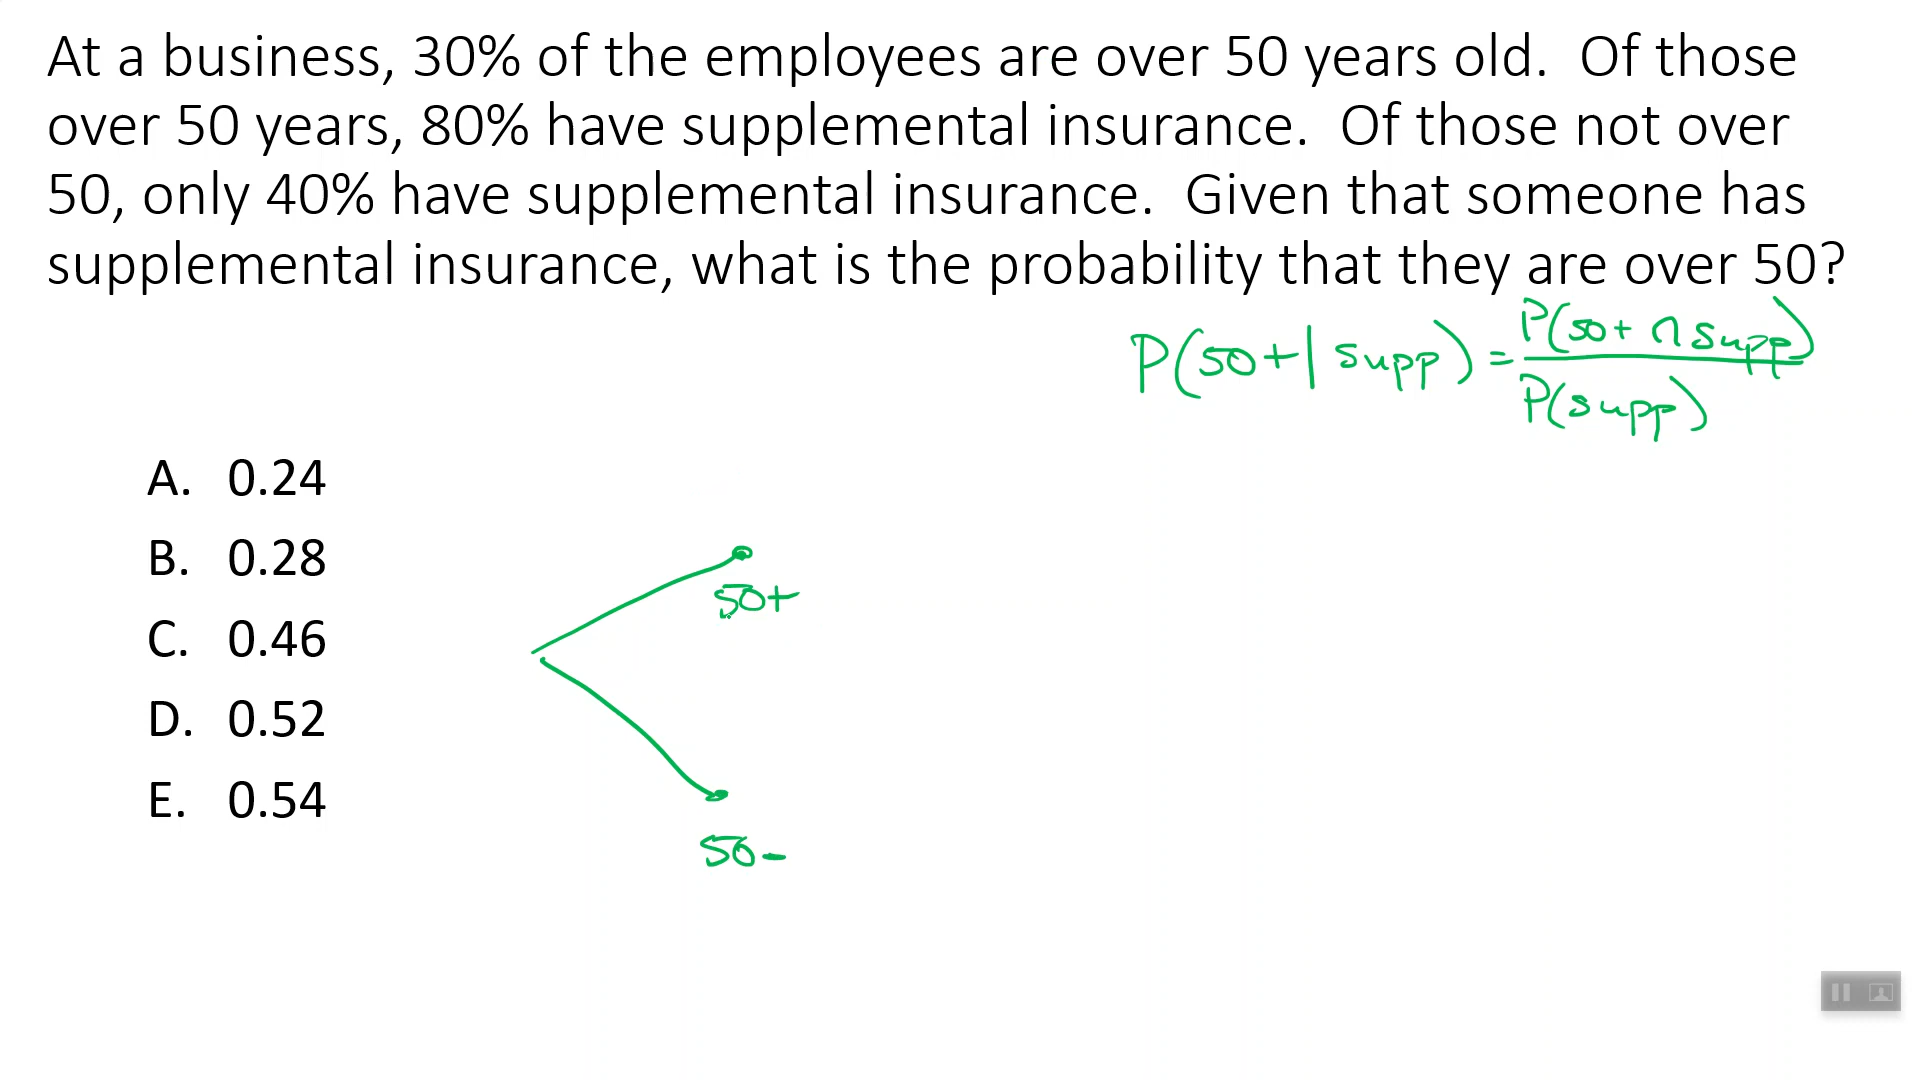 At a business, 30% of the employees are over 50 years old. Of those
over 50 years, 80% have supplemental insurance. Of those not over
50, only 40% have supplemental insurance. Given that someone has
supplemental insurance, what is the probability that they are over 50?
P(50+ | supp) = P(50+ ∩ supp)
P(supp)
A. 0.24
B. 0.28
C. 0.46
D. 0.52
E. 0.54
50+
50-